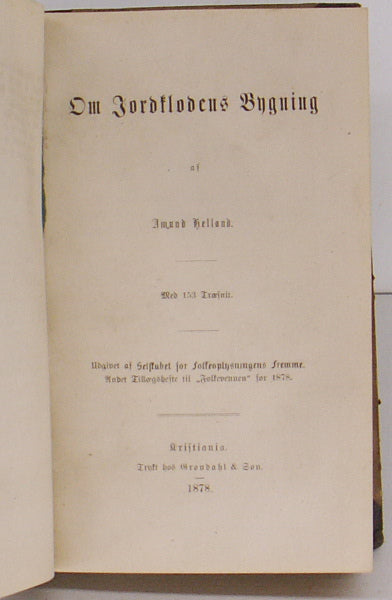 Om Jordklodens Bygning
af
Amund Helland.
Med 153 Træsnit.
Udgivet af Selskabet for Folkeoplysningens Fremme.
Andet Tillægshefte til „Folkevennen“ for 1878.
Kristiania.
Trykt hos Grøndahl & Søn.
1878.